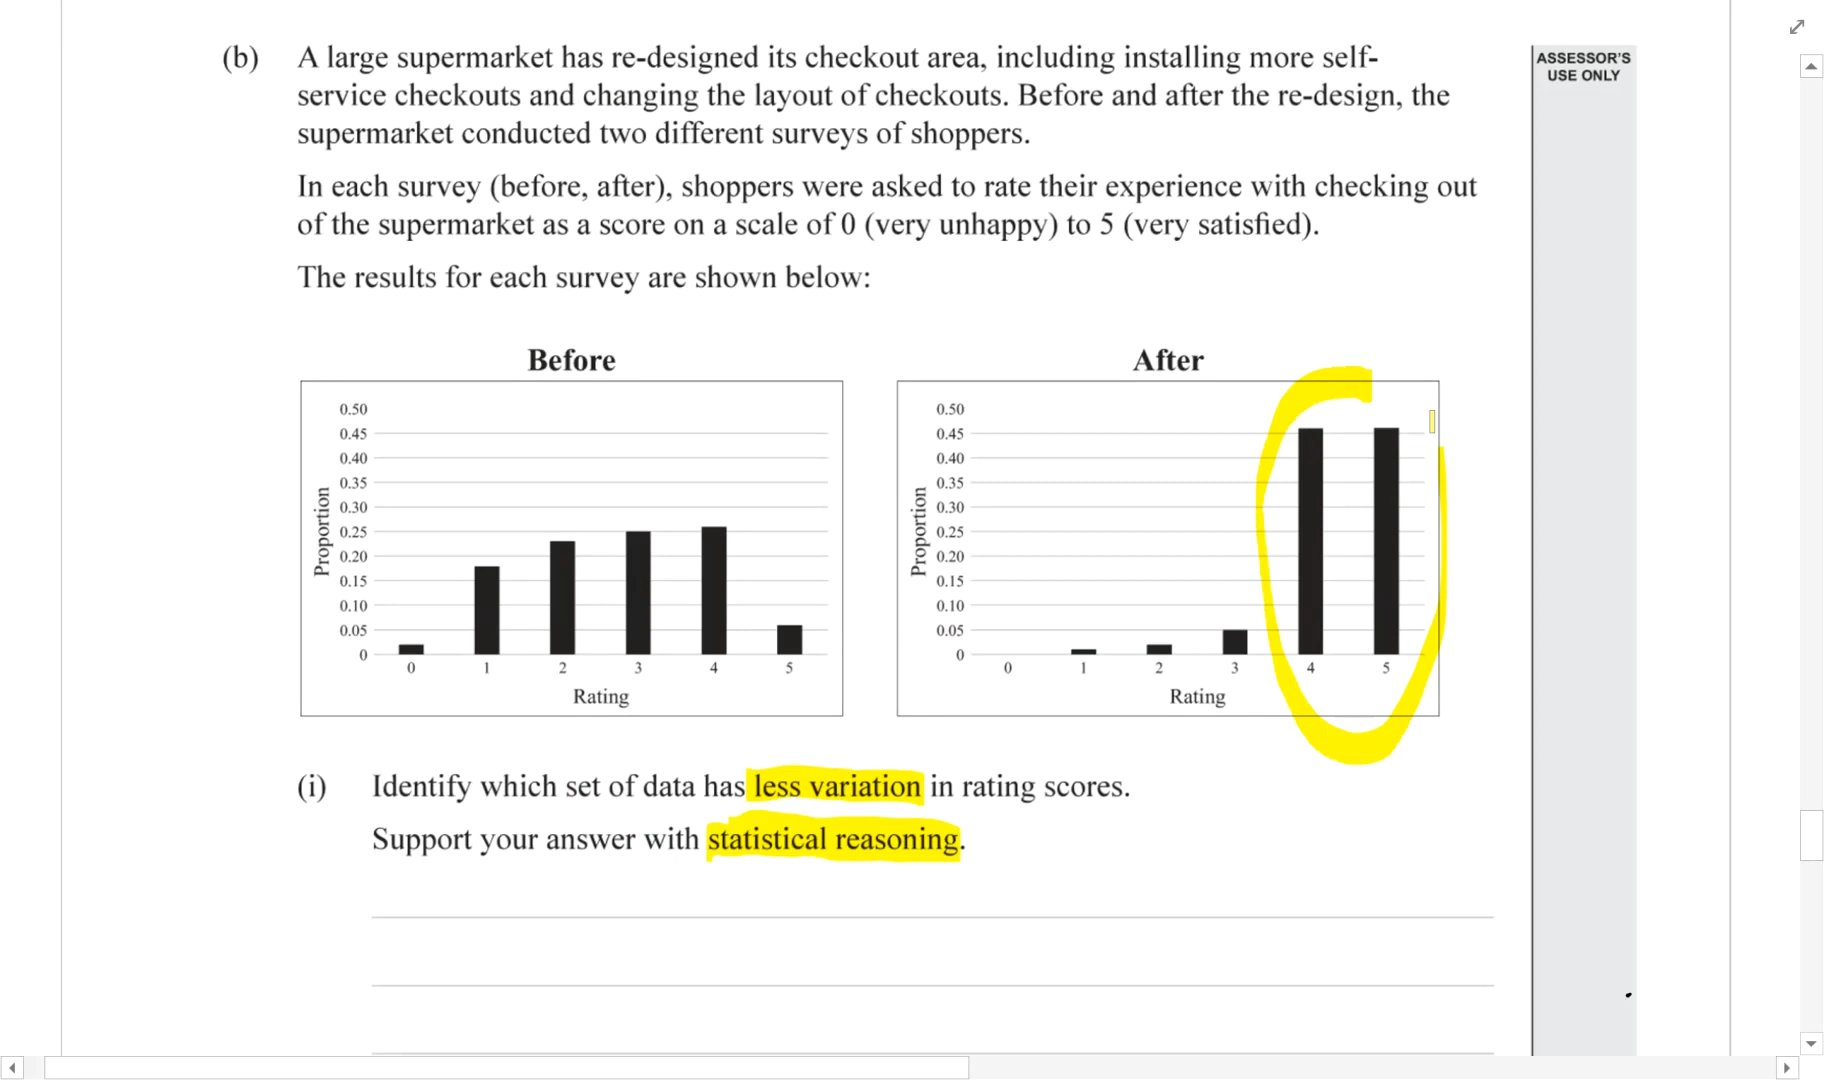 (b) A large supermarket has re-designed its checkout area, including installing more self-
service checkouts and changing the layout of checkouts. Before and after the re-design, the
supermarket conducted two different surveys of shoppers.
In each survey (before, after), shoppers were asked to rate their experience with checking out
of the supermarket as a score on a scale of 0 (very unhappy) to 5 (very satisfied).
The results for each survey are shown below:
ASSESSOR'S
USE ONLY
Before
0.50
0.45
0.40
0.35
0.30
0.25
0.20
0.15
0.10
0.05
0
Proportion
0 1 2 3 4 5
Rating
After
0.50
0.45
0.40
0.35
0.30
0.25
0.20
0.15
0.10
0.05
0
Proportion
0 1 2 3 4 5
Rating
(i) Identify which set of data has less variation in rating scores.
Support your answer with statistical reasoning.